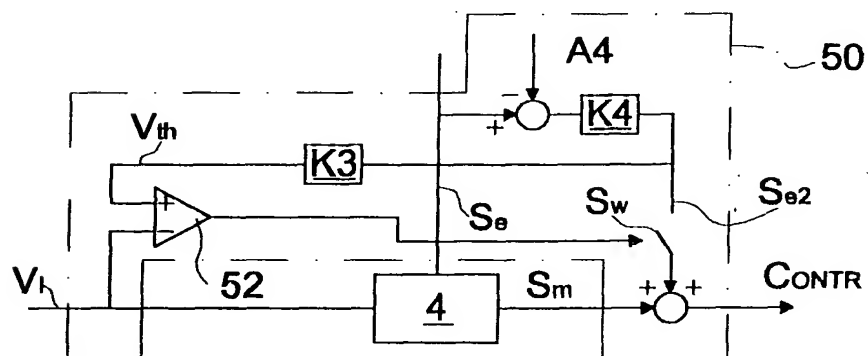 A4
50
+
-
K4
Vth
K3
+
-
Se
Sw
Se2
52
VI
4
Sm
+
+
+
CONTR